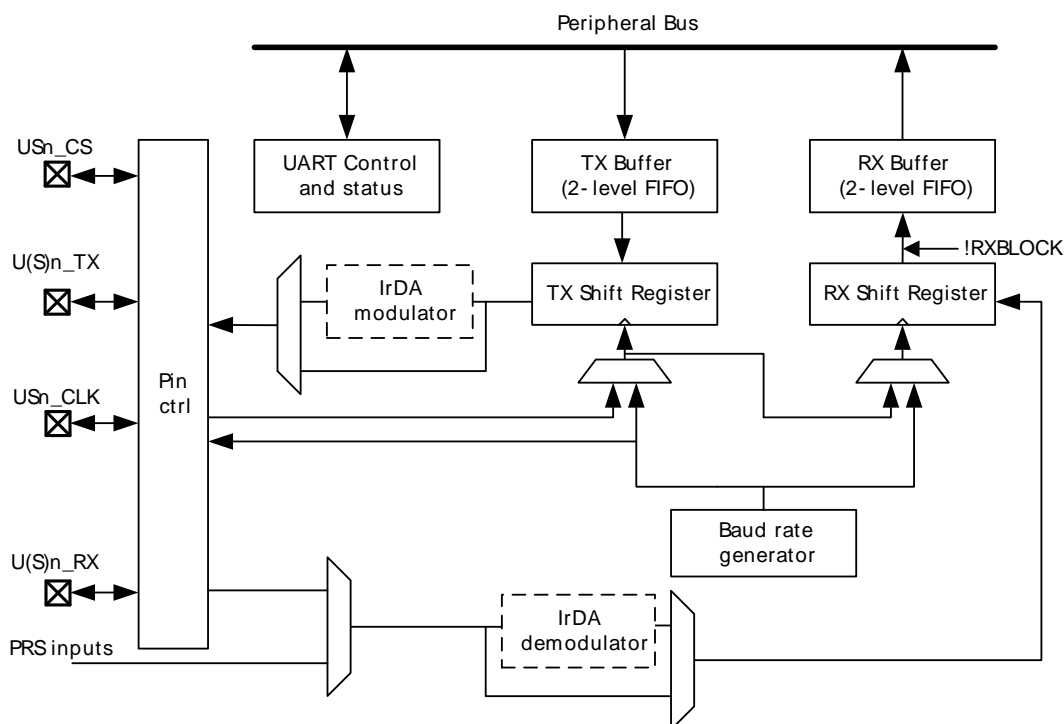 Peripheral Bus
USn_CS
UART Control
and status
TX Buffer
(2- level FIFO)
RX Buffer
(2- level FIFO)
!RXBLOCK
U(S)n_TX
IrDA
modulator
TX Shift Register
RX Shift Register
Pin
ctrl
USn_CLK
Baud rate
generator
U(S)n_RX
IrDA
demodulator
PRS inputs